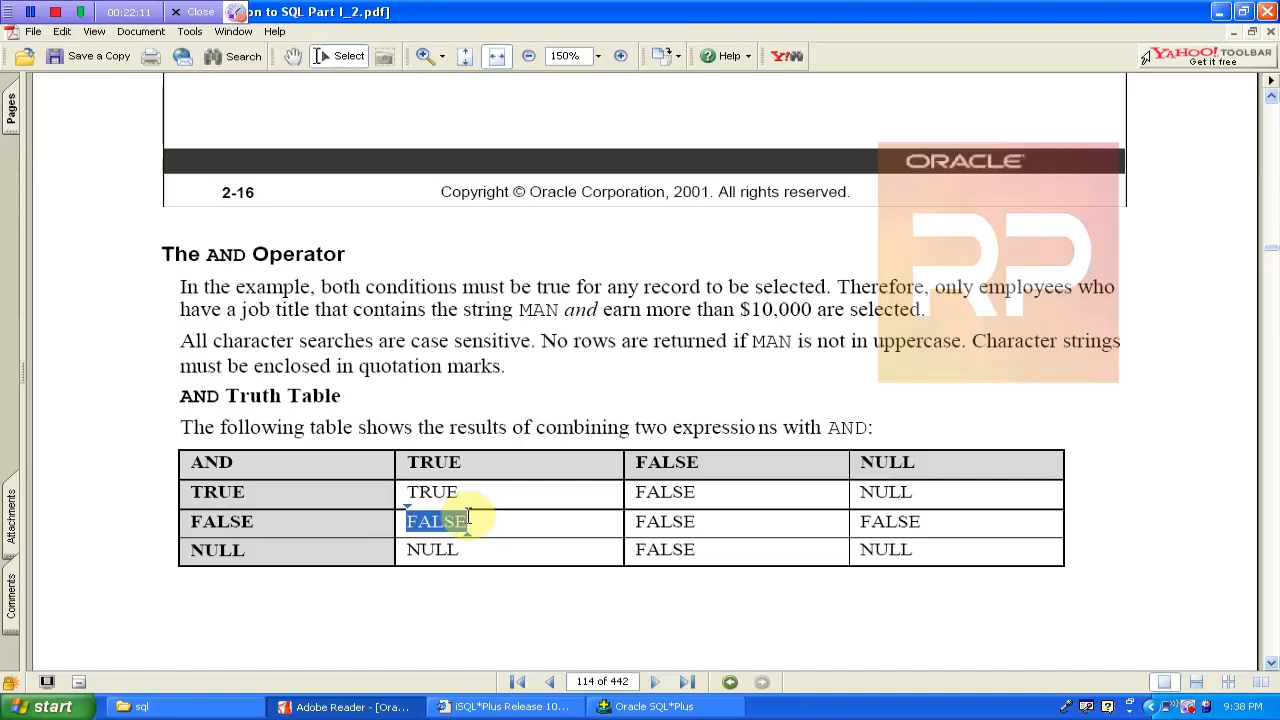 00:22:11 Close on to SQL Part I_2.pdf]
File Edit View Document Tools Window Help
Save a Copy Search Select 150% Help Y! YAHOO! TOOLBAR
Get it free
Pages
Attachments
Comments
ORACLE
2-16 Copyright © Oracle Corporation, 2001. All rights reserved.
RP
The AND Operator
In the example, both conditions must be true for any record to be selected. Therefore, only employees who
have a job title that contains the string MAN and earn more than $10,000 are selected.
All character searches are case sensitive. No rows are returned if MAN is not in uppercase. Character strings
must be enclosed in quotation marks.
AND Truth Table
The following table shows the results of combining two expressions with AND:
AND TRUE FALSE NULL
TRUE TRUE FALSE NULL
FALSE FALSE FALSE FALSE
NULL NULL FALSE NULL
114 of 442
start sql Adobe Reader - [Ora... iSQL*Plus Release 10... Oracle SQL*Plus 9:38 PM